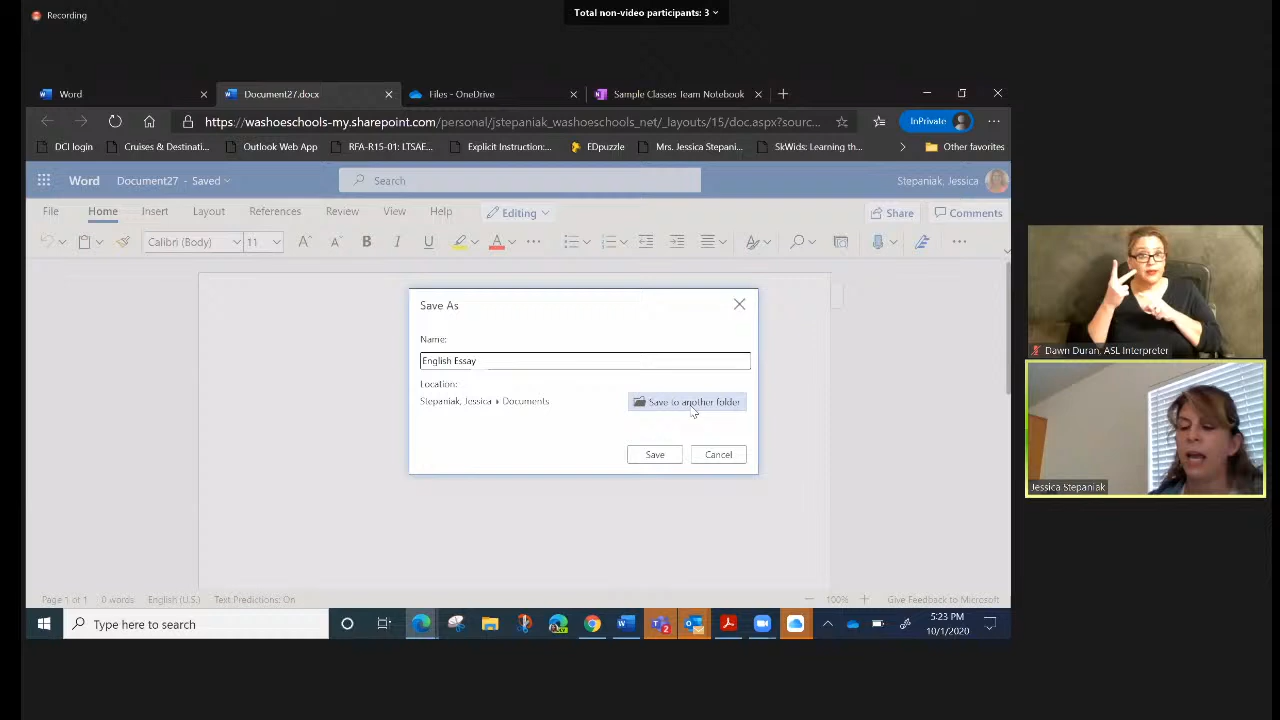 Recording
Total non-video participants: 3
Word
Document27.docx
Files - OneDrive
Sample Classes Team Notebook
https://washoeschools-my.sharepoint.com/personal/jstepaniak_washoeschools_net/_layouts/15/doc.aspx?sourc...
InPrivate
DCI login
Cruises & Destinati...
Outlook Web App
RFA-R15-01: LTSAE...
Explicit Instruction:...
EDpuzzle
Mrs. Jessica Stepani...
SkWids: Learning th...
Other favorites
Word
Document27 - Saved
Search
Stepaniak, Jessica
File
Home
Insert
Layout
References
Review
View
Help
Editing
Share
Comments
Calibri (Body)
11
B
I
U
A
Save As
Name:
English Essay
Location:
Stepaniak, Jessica
Documents
Save to another folder
Save
Cancel
Dawn Duran, ASL Interpreter
Jessica Stepaniak
Page 1 of 1
0 words
English (U.S.)
Text Predictions: On
100%
Give Feedback to Microsoft
Type here to search
2
5:23 PM
10/1/2020